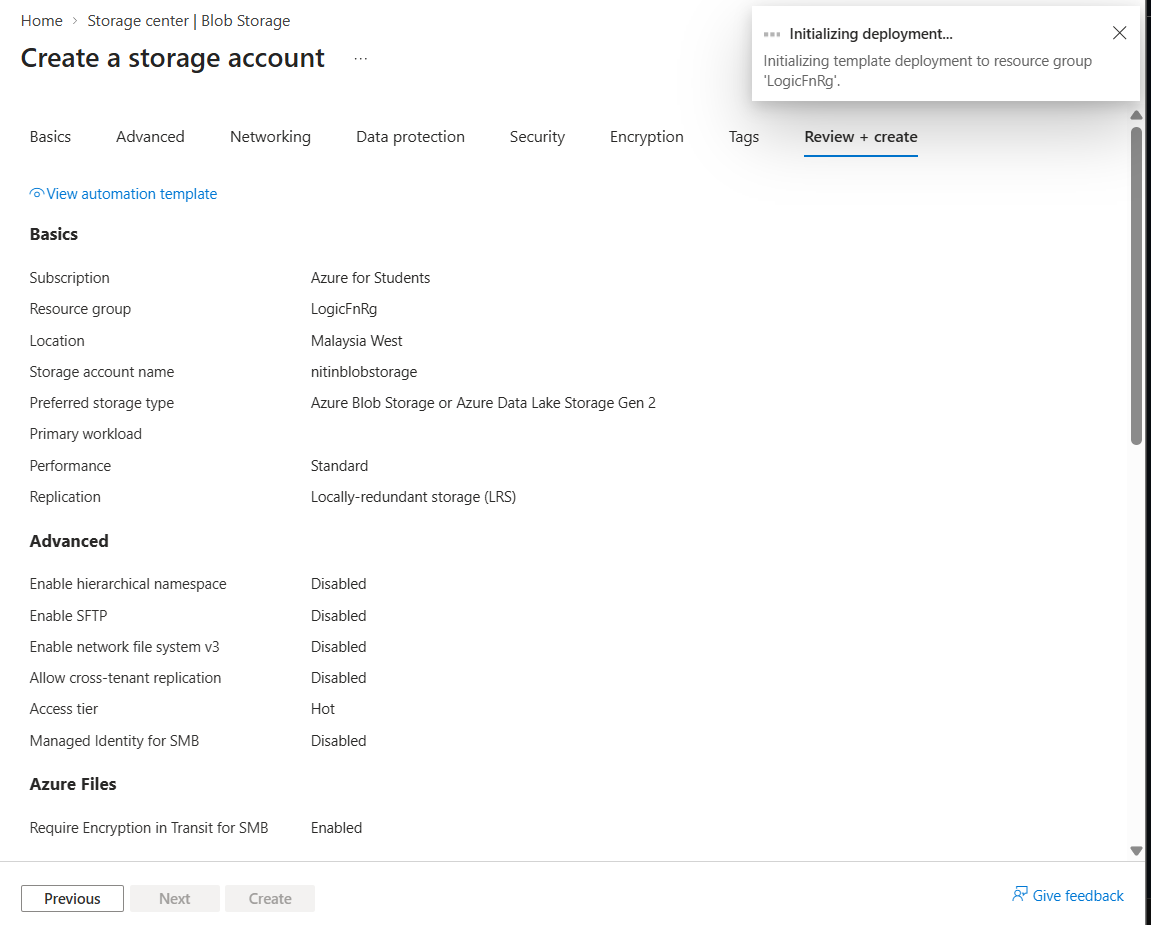 Home > Storage center | Blob Storage
Create a storage account ...
Initializing deployment...
Initializing template deployment to resource group
'LogicFnRg'.
Basics Advanced Networking Data protection Security Encryption Tags Review + create
View automation template
Basics
Subscription Azure for Students
Resource group LogicFnRg
Location Malaysia West
Storage account name nitinblobstorage
Preferred storage type Azure Blob Storage or Azure Data Lake Storage Gen 2
Primary workload
Performance Standard
Replication Locally-redundant storage (LRS)
Advanced
Enable hierarchical namespace Disabled
Enable SFTP Disabled
Enable network file system v3 Disabled
Allow cross-tenant replication Disabled
Access tier Hot
Managed Identity for SMB Disabled
Azure Files
Require Encryption in Transit for SMB Enabled
Previous Next Create Give feedback